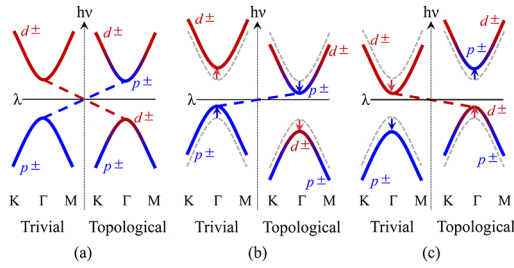 hν
hν
hν
d±
p±
λ
d±
p±
K Γ M K Γ M
Trivial Topological
(a)
d±
d±
p±
λ
p±
d±
K Γ M K Γ M
Trivial Topological
(b)
d±
p±
λ
d±
p±
K Γ M K Γ M
Trivial Topological
(c)